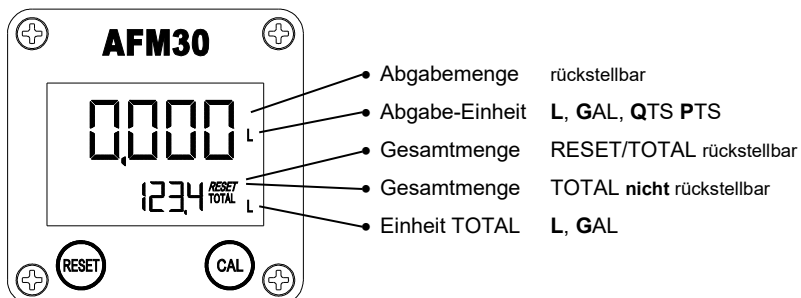 AFM30
0,000 L
123,4 RESET TOTAL L
RESET CAL
Abgabemenge rückstellbar
Abgabe-Einheit L, GAL, QTS PTS
Gesamtmenge RESET/TOTAL rückstellbar
Gesamtmenge TOTAL nicht rückstellbar
Einheit TOTAL L, GAL